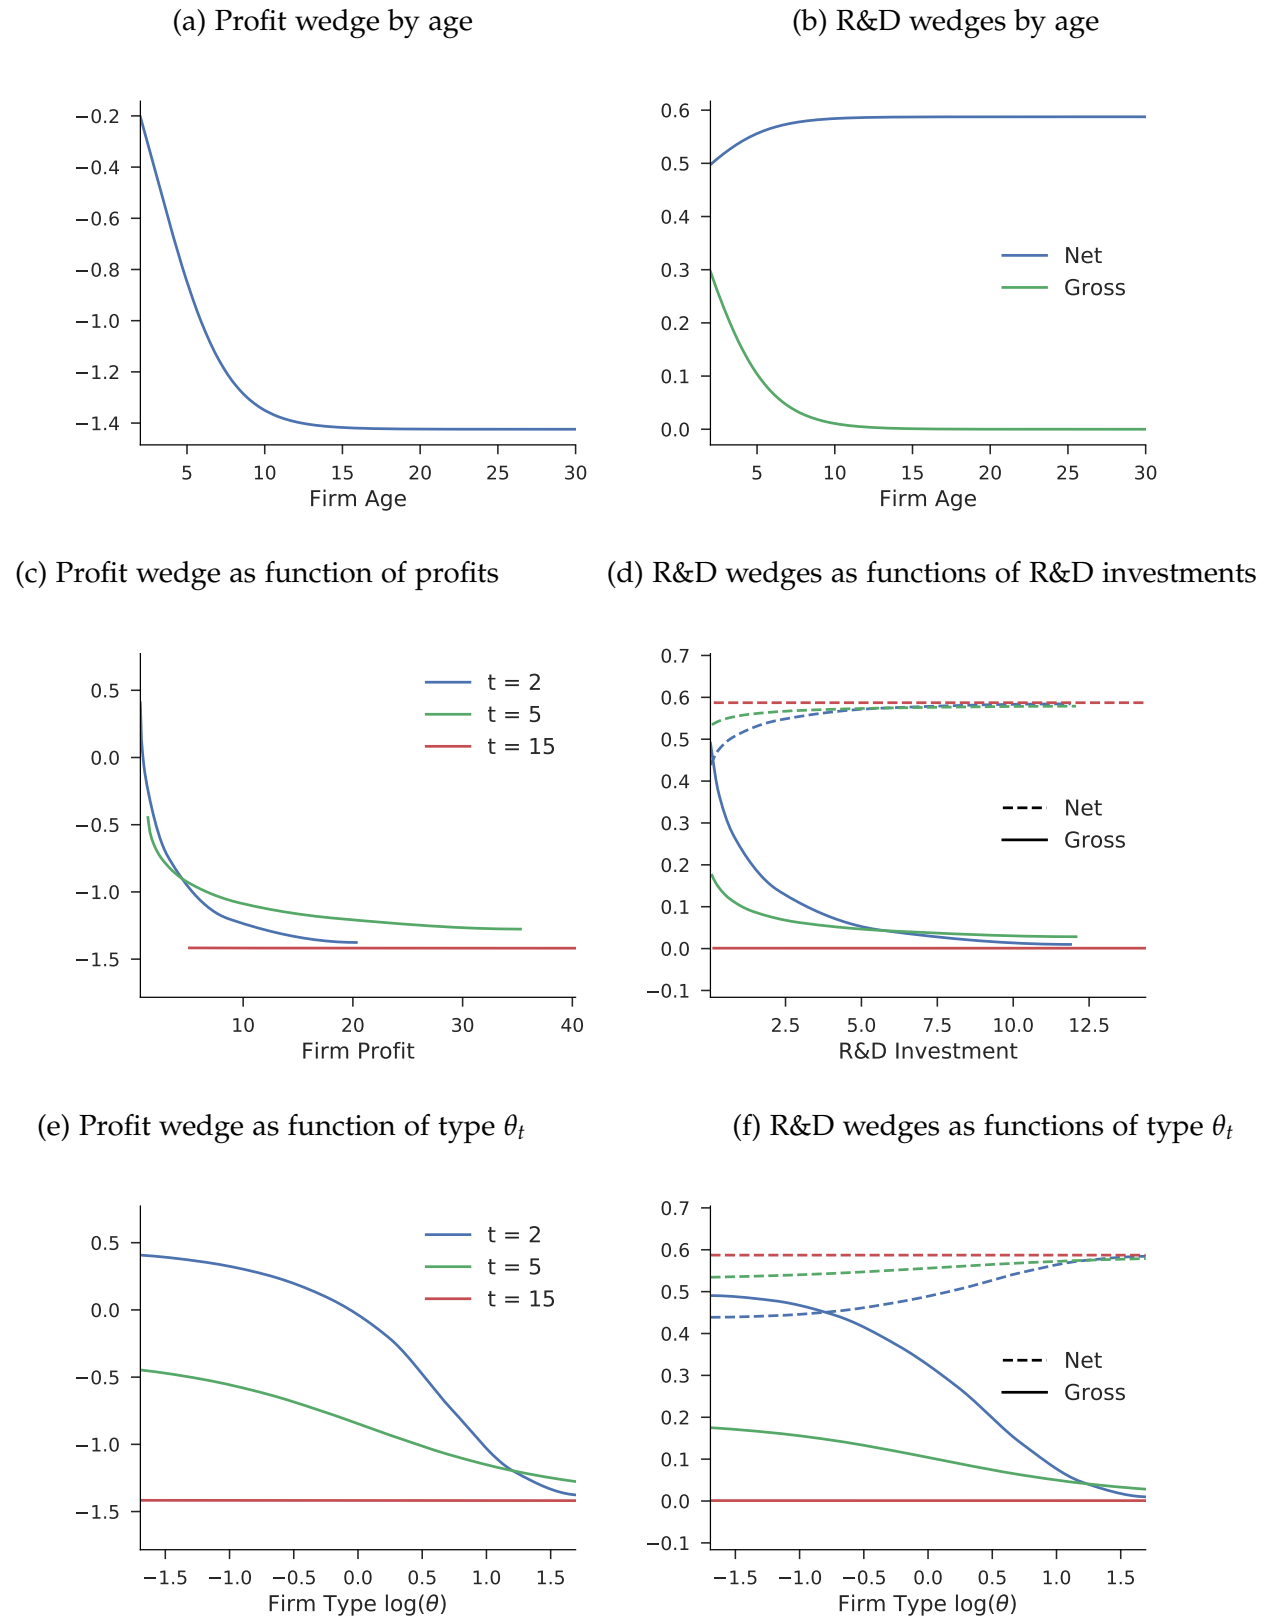 (a) Profit wedge by age
−0.2
−0.4
−0.6
−0.8
−1.0
−1.2
−1.4
5 10 15 20 25 30
Firm Age
(b) R&D wedges by age
0.6
0.5
0.4
0.3
0.2
0.1
0.0
Net
Gross
5 10 15 20 25 30
Firm Age
(c) Profit wedge as function of profits
0.5
0.0
−0.5
−1.0
−1.5
t = 2
t = 5
t = 15
10 20 30 40
Firm Profit
(d) R&D wedges as functions of R&D investments
0.7
0.6
0.5
0.4
0.3
0.2
0.1
0.0
−0.1
Net
Gross
2.5 5.0 7.5 10.0 12.5
R&D Investment
(e) Profit wedge as function of type θₜ
0.5
0.0
−0.5
−1.0
−1.5
t = 2
t = 5
t = 15
−1.5 −1.0 −0.5 0.0 0.5 1.0 1.5
Firm Type log(θ)
(f) R&D wedges as functions of type θₜ
0.7
0.6
0.5
0.4
0.3
0.2
0.1
0.0
−0.1
Net
Gross
−1.5 −1.0 −0.5 0.0 0.5 1.0 1.5
Firm Type log(θ)